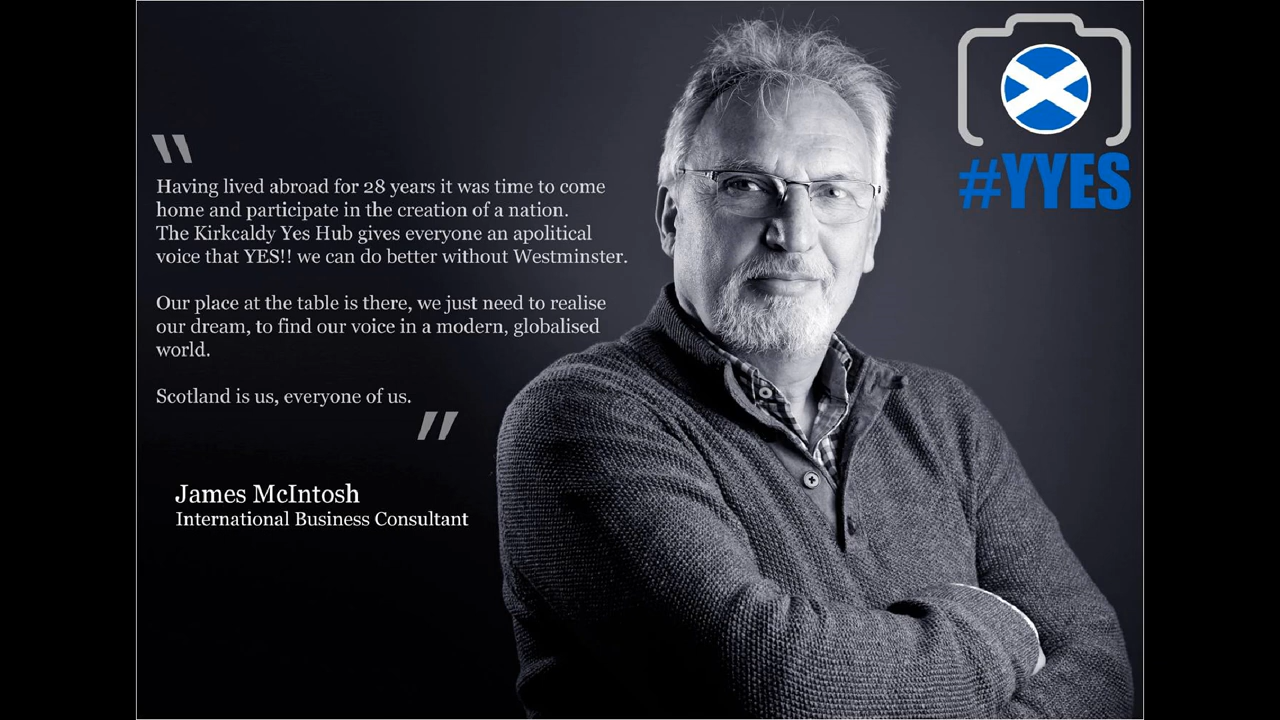 #YYES
"
Having lived abroad for 28 years it was time to come
home and participate in the creation of a nation.
The Kirkcaldy Yes Hub gives everyone an apolitical
voice that YES!! we can do better without Westminster.
Our place at the table is there, we just need to realise
our dream, to find our voice in a modern, globalised
world.
Scotland is us, everyone of us.
"
James McIntosh
International Business Consultant